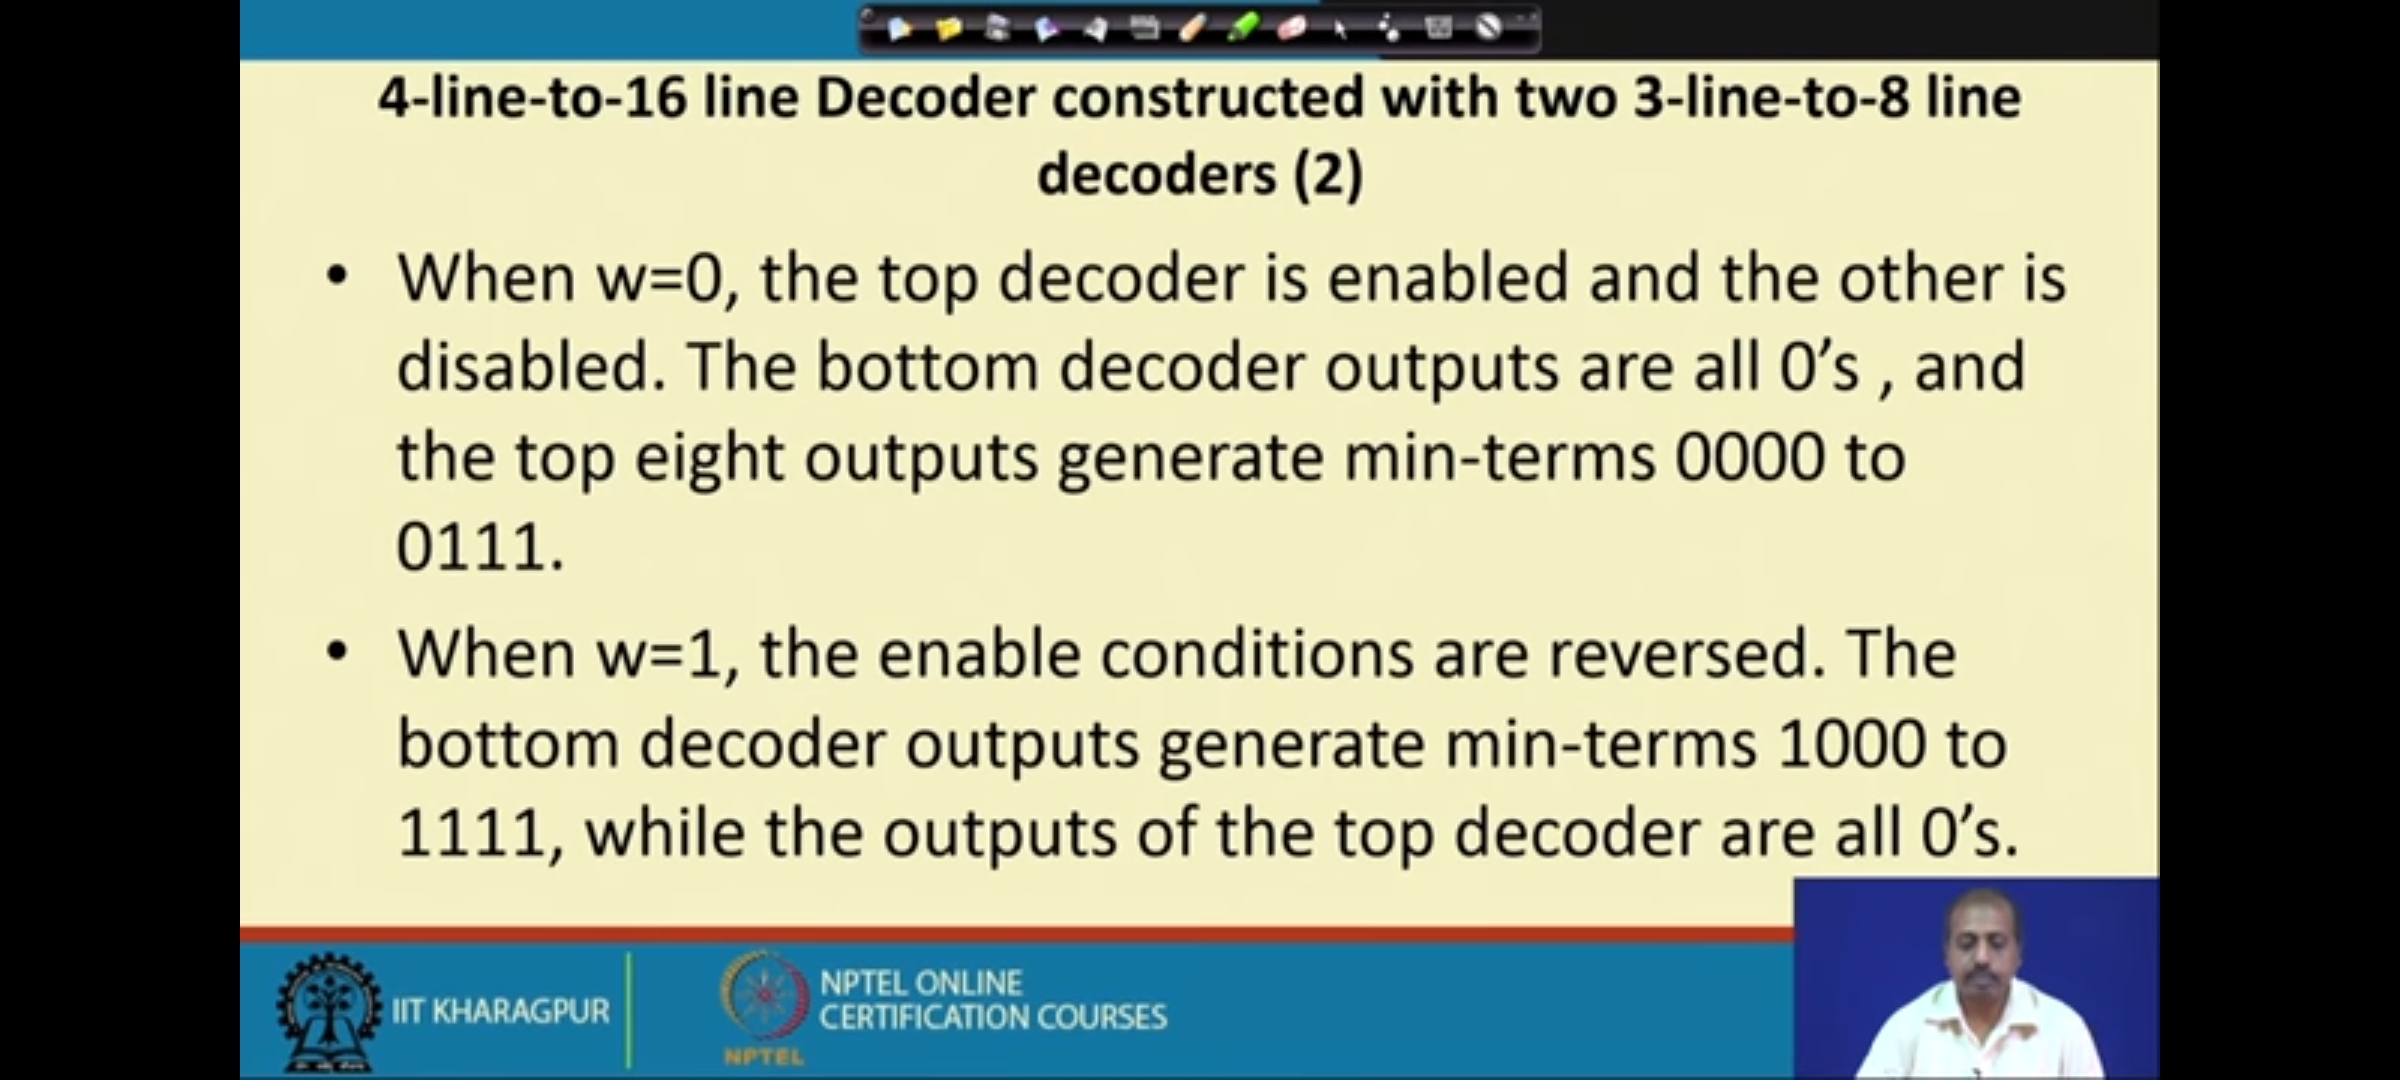 4-line-to-16 line Decoder constructed with two 3-line-to-8 line
decoders (2)
• When w=0, the top decoder is enabled and the other is
disabled. The bottom decoder outputs are all 0’s , and
the top eight outputs generate min-terms 0000 to
0111.
• When w=1, the enable conditions are reversed. The
bottom decoder outputs generate min-terms 1000 to
1111, while the outputs of the top decoder are all 0’s.
IIT KHARAGPUR
NPTEL
NPTEL ONLINE
CERTIFICATION COURSES